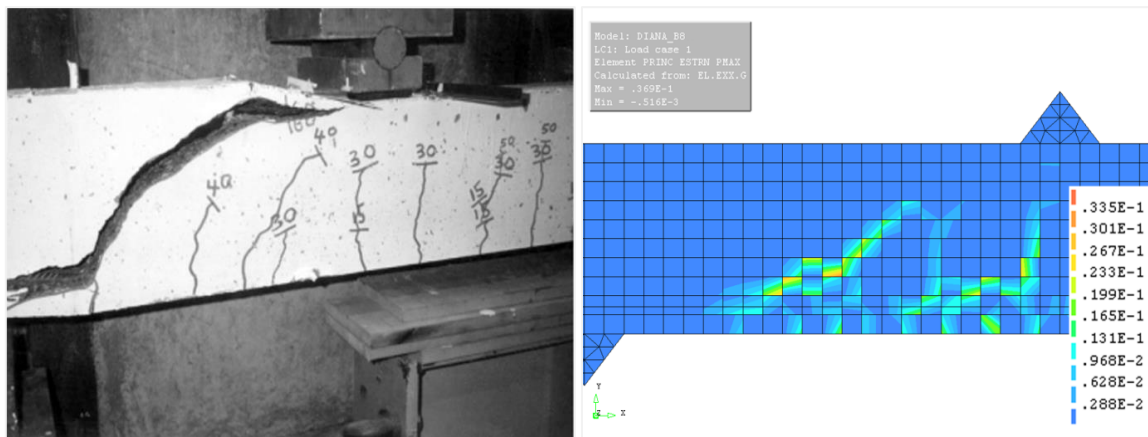 160
160
40
40
30
30
50
30
50
30
15
15
30
15
Model: DIANA_B8
LC1: Load case 1
Element PRINC ESTRN PMAX
Calculated from: EL.EXX.G
Max = .369E-1
Min = -.516E-3
.335E-1
.301E-1
.267E-1
.233E-1
.199E-1
.165E-1
.131E-1
.968E-2
.628E-2
.288E-2
Y
Z X